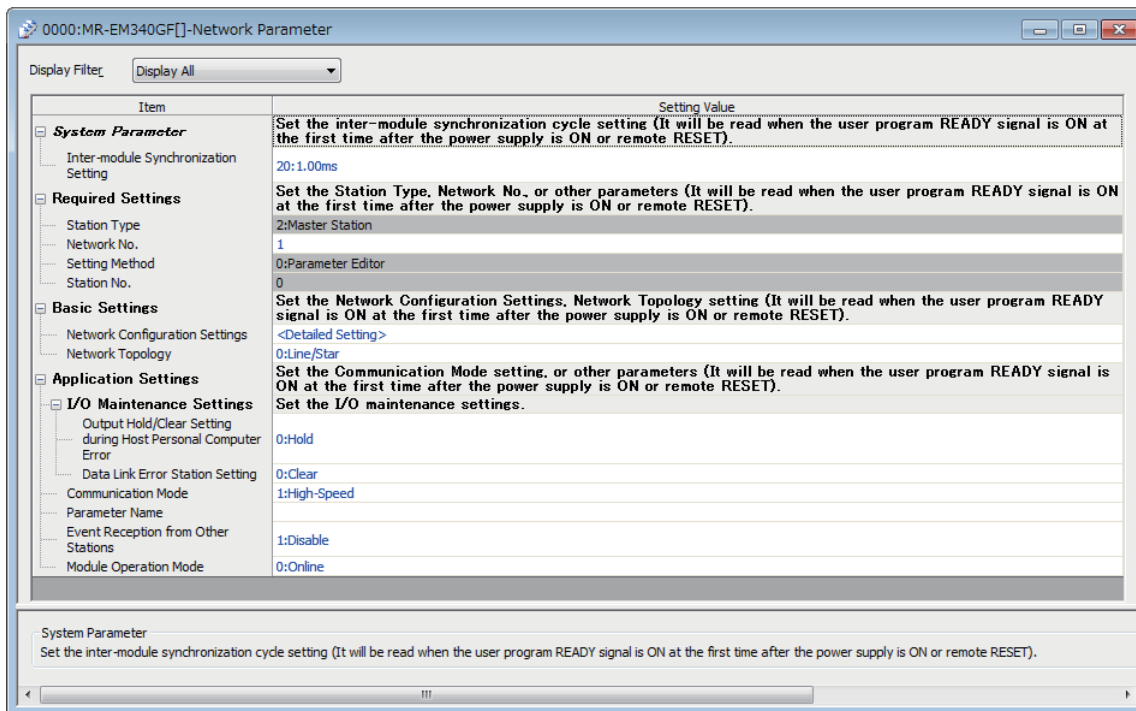 0000:MR-EM340GF[]-Network Parameter
Display Filter Display All
Item Setting Value
System Parameter Set the inter-module synchronization cycle setting (It will be read when the user program READY signal is ON at
the first time after the power supply is ON or remote RESET).
Inter-module Synchronization
Setting 20:1.00ms
Required Settings Set the Station Type, Network No., or other parameters (It will be read when the user program READY signal is ON
at the first time after the power supply is ON or remote RESET).
Station Type 2:Master Station
Network No. 1
Setting Method 0:Parameter Editor
Station No. 0
Basic Settings Set the Network Configuration Settings, Network Topology setting (It will be read when the user program READY
signal is ON at the first time after the power supply is ON or remote RESET).
Network Configuration Settings <Detailed Setting>
Network Topology 0:Line/Star
Application Settings Set the Communication Mode setting, or other parameters (It will be read when the user program READY signal is
ON at the first time after the power supply is ON or remote RESET).
I/O Maintenance Settings Set the I/O maintenance settings.
Output Hold/Clear Setting
during Host Personal Computer 0:Hold
Error
Data Link Error Station Setting 0:Clear
Communication Mode 1:High-Speed
Parameter Name
Event Reception from Other
Stations 1:Disable
Module Operation Mode 0:Online
System Parameter
Set the inter-module synchronization cycle setting (It will be read when the user program READY signal is ON at the first time after the power supply is ON or remote RESET).